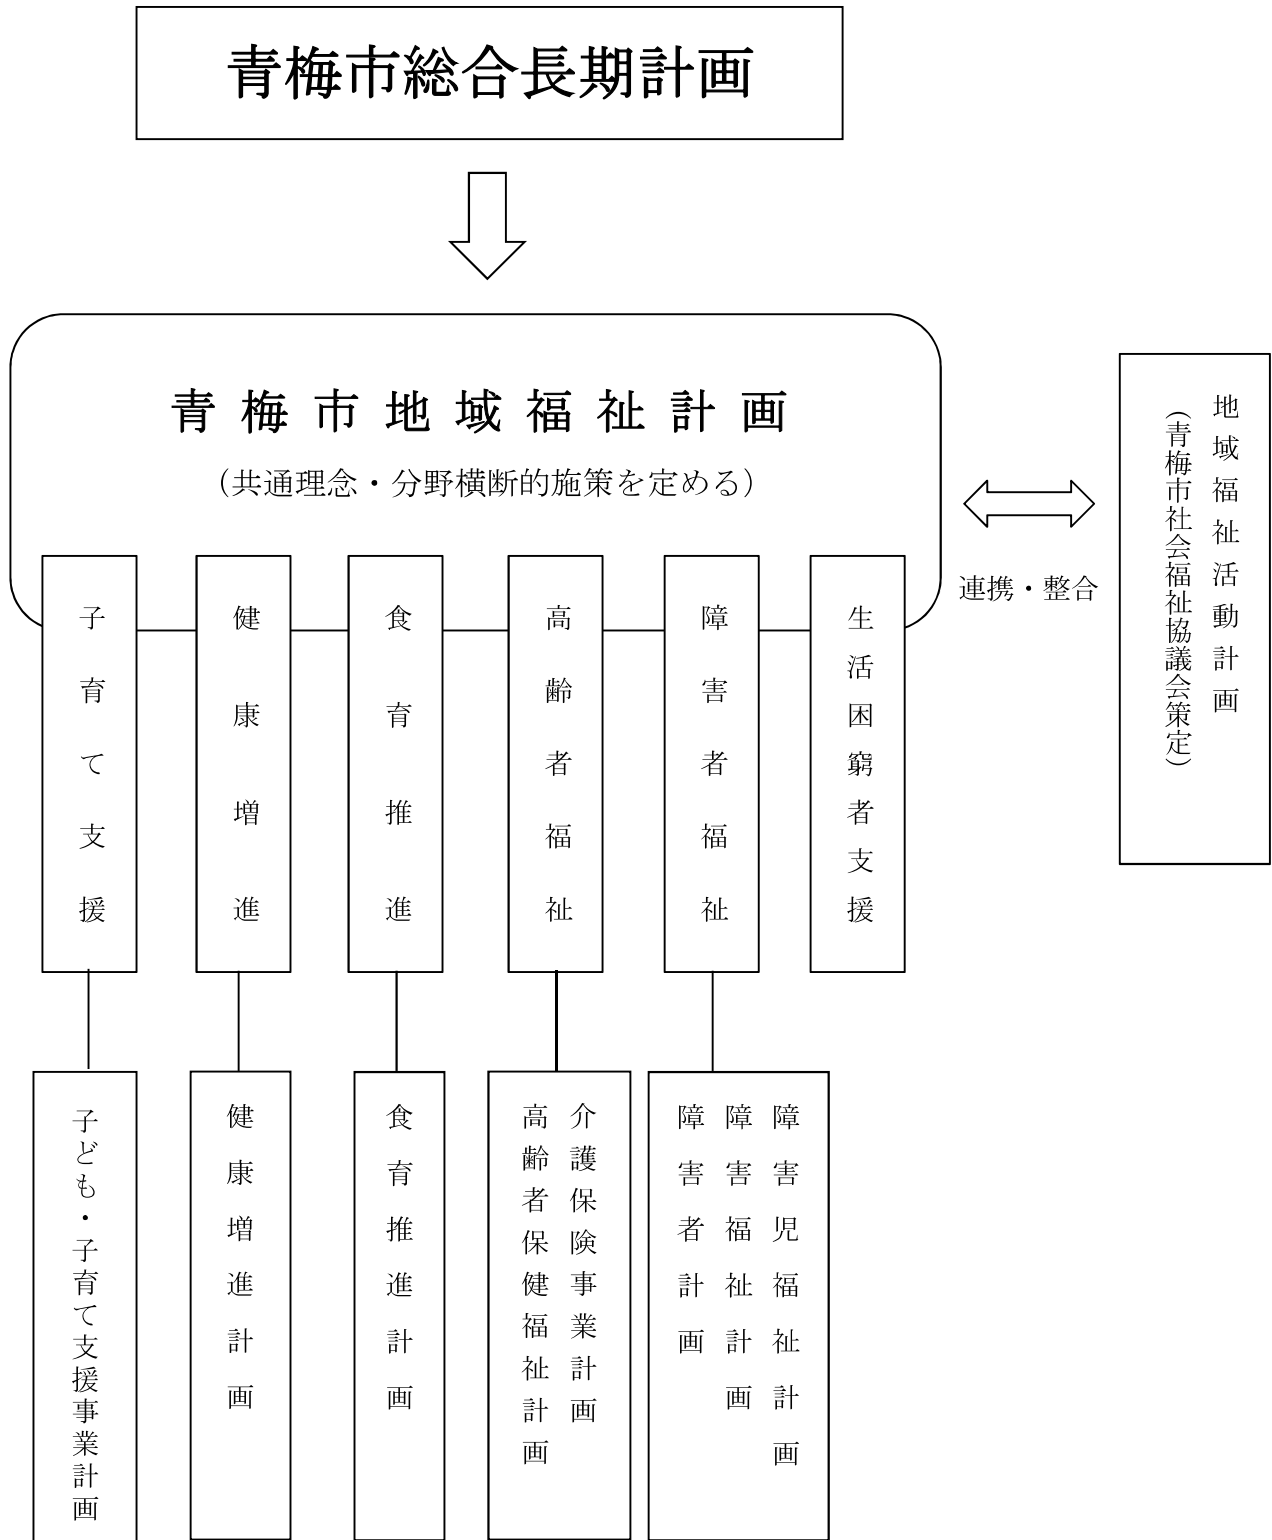 青梅市総合長期計画
青梅市地域福祉計画
（共通理念・分野横断的施策を定める）
連携・整合
地域福祉活動計画
（青梅市社会福祉協議会策定）
子育て支援
健康増進
食育推進
高齢者福祉
障害者福祉
生活困窮者支援
子ども・子育て支援事業計画
健康増進計画
食育推進計画
介護保険事業計画
高齢者保健福祉計画
障害児福祉計画
障害福祉計画
障害者計画